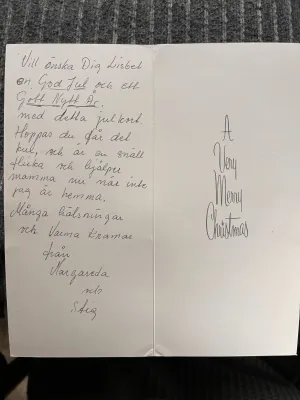 Vill önska Dig Lisbet
en God Jul och ett
Gott Nytt År.
med detta julkort.
Hoppas du får det
kul, och är en snäll
flicka och hjälper
mamma nu när inte
jag är hemma.
Många hälsningar
och Varma Kramar
från
Margareda
och
Stig
A
Very
Merry
Christmas